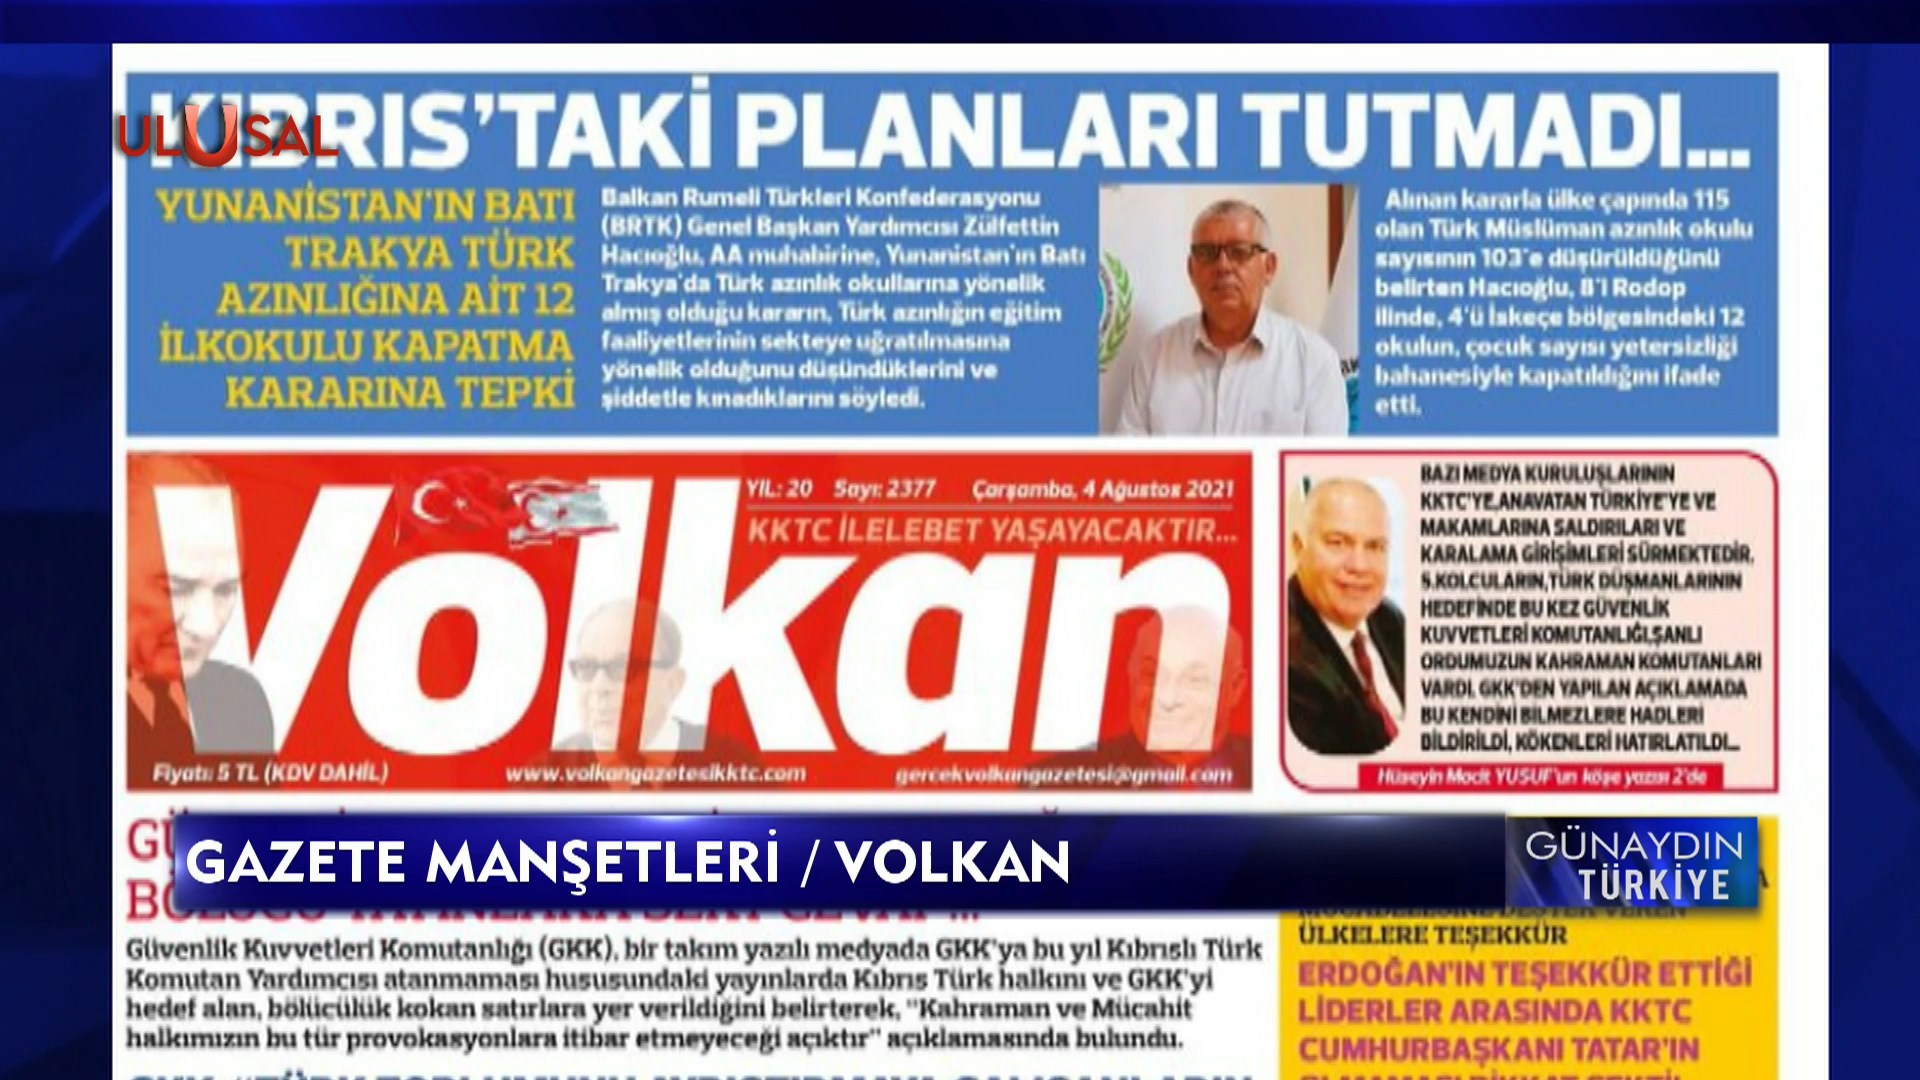 KIBRIS'TAKİ PLANLARI TUTMADI...
ULUSAL
YUNANİSTAN'IN BATI
TRAKYA TÜRK
AZINLIĞINA AİT 12
İLKOKULU KAPATMA
KARARINA TEPKİ
Balkan Rumeli Türkleri Konfederasyonu
(BRTK) Genel Başkan Yardımcısı Zülfettin
Hacıoğlu, AA muhabirine, Yunanistan'ın Batı
Trakya'da Türk azınlık okullarına yönelik
almış olduğu kararın, Türk azınlığın eğitim
faaliyetlerinin sekteye uğratılmasına
yönelik olduğunu düşündüklerini ve
şiddetle kınadıklarını söyledi.
Alınan kararla ülke çapında 115
olan Türk Müslüman azınlık okulu
sayısının 103'e düşürüldüğünü
belirten Hacıoğlu, 8'i Rodop
ilinde, 4'ü İskeçe bölgesindeki 12
okulun, çocuk sayısı yetersizliği
bahanesiyle kapatıldığını ifade
etti.
Volkan
YIL: 20 Sayı: 2377 Çarşamba, 4 Ağustos 2021
KKTC İLELEBET YAŞAYACAKTIR...
Fiyatı: 5 TL (KDV DAHİL)
www.volkangazetesikktc.com
gercekvolkangazetesi@gmail.com
BAZI MEDYA KURULUŞLARININ
KKTC'YE,ANAVATAN TÜRKİYE'YE VE
MAKAMLARINA SALDIRILARI VE
KARALAMA GİRİŞİMLERİ SÜRMEKTEDİR.
S.KOLCULARIN,TÜRK DÜŞMANLARININ
HEDEFİNDE BU KEZ GÜVENLİK
KUVVETLERİ KOMUTANLIĞI,ŞANLI
ORDUMUZUN KAHRAMAN KOMUTANLARI
VARDI. GKK'DEN YAPILAN AÇIKLAMADA
BU KENDİNİ BİLMEZLERE HADLERİ
BİLDİRİLDİ, KÖKENLERİ HATIRLATILDI...
Hüseyin Macit YUSUF'un köşe yazısı 2'de
GAZETE MANŞETLERİ / VOLKAN
GÜNAYDIN
TÜRKİYE
Güvenlik Kuvvetleri Komutanlığı (GKK), bir takım yazılı medyada GKK'ya bu yıl Kıbrıslı Türk
Komutan Yardımcısı atanmaması hususundaki yayınlarda Kıbrıs Türk halkını ve GKK'yi
hedef alan, bölücülük kokan satırlara yer verildiğini belirterek, "Kahraman ve Mücahit
halkımızın bu tür provokasyonlara itibar etmeyeceği açıktır" açıklamasında bulundu.
ÜLKELERE TEŞEKKÜR
ERDOĞAN'IN TEŞEKKÜR ETTİĞİ
LİDERLER ARASINDA KKTC
CUMHURBAŞKANI TATAR'IN